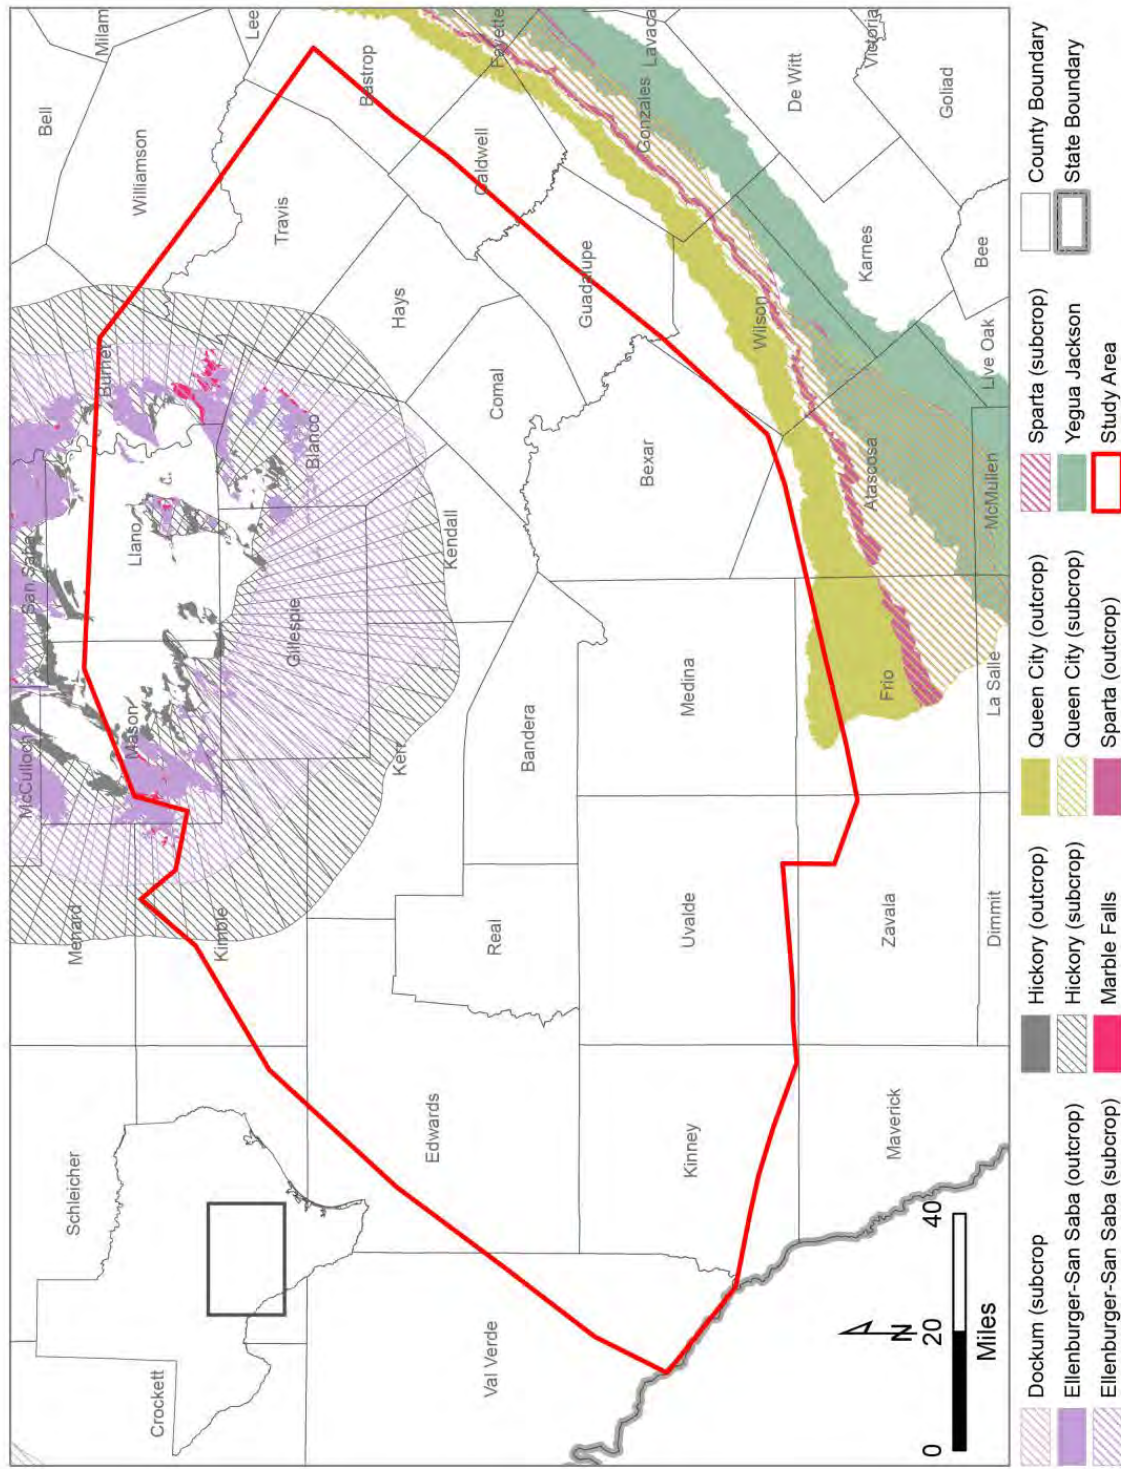 McCulloch
San Saba
Bell
Milam
Schleicher
Menard
Mason
Llano
Burnet
Williamson
Lee
Crockett
Kimble
Gillespie
Blanco
Travis
Bastrop
Kerr
Kendall
Hays
Caldwell
Fayette
Val Verde
Edwards
Real
Bandera
Comal
Guadalupe
Gonzales
Lavaca
Kinney
Uvalde
Medina
Bexar
Wilson
De Witt
Victoria
Maverick
Zavala
Frio
Atascosa
Karnes
Goliad
Dimmit
La Salle
McMullen
Live Oak
Bee
N
0 20 40
Miles
Dockum (subcrop
Hickory (outcrop)
Queen City (outcrop)
Sparta (subcrop)
County Boundary
Ellenburger-San Saba (outcrop)
Hickory (subcrop)
Queen City (subcrop)
Yegua Jackson
State Boundary
Ellenburger-San Saba (subcrop)
Marble Falls
Sparta (outcrop)
Study Area